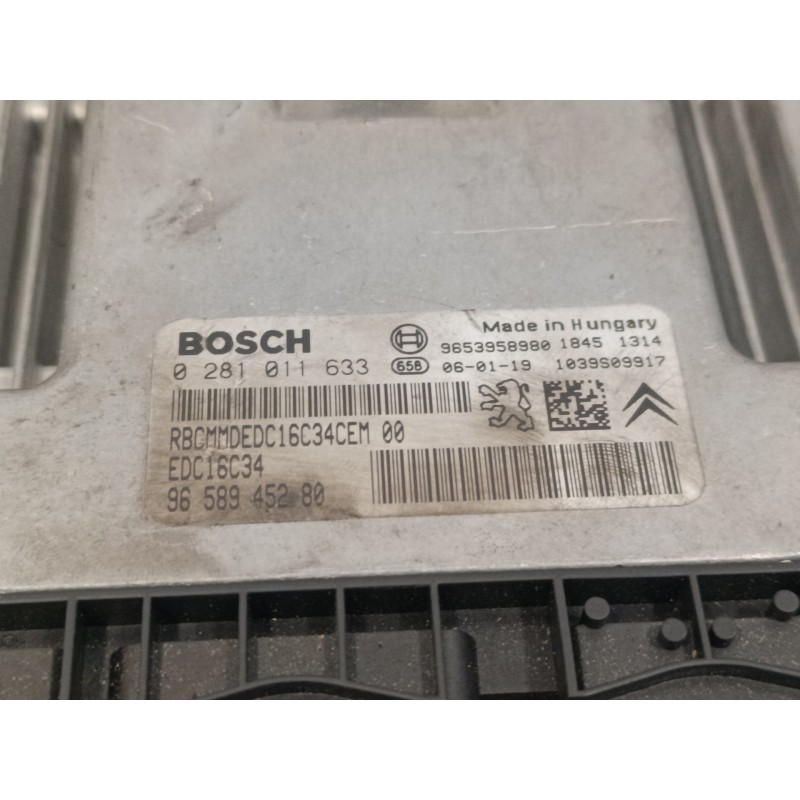 BOSCH
Made in Hungary
9653958980 1845 1314
0 281 011 633 658 06-01-19 1039S09917
RBCMMDEDC16C34CEM 00
EDC16C34
96 589 452 80